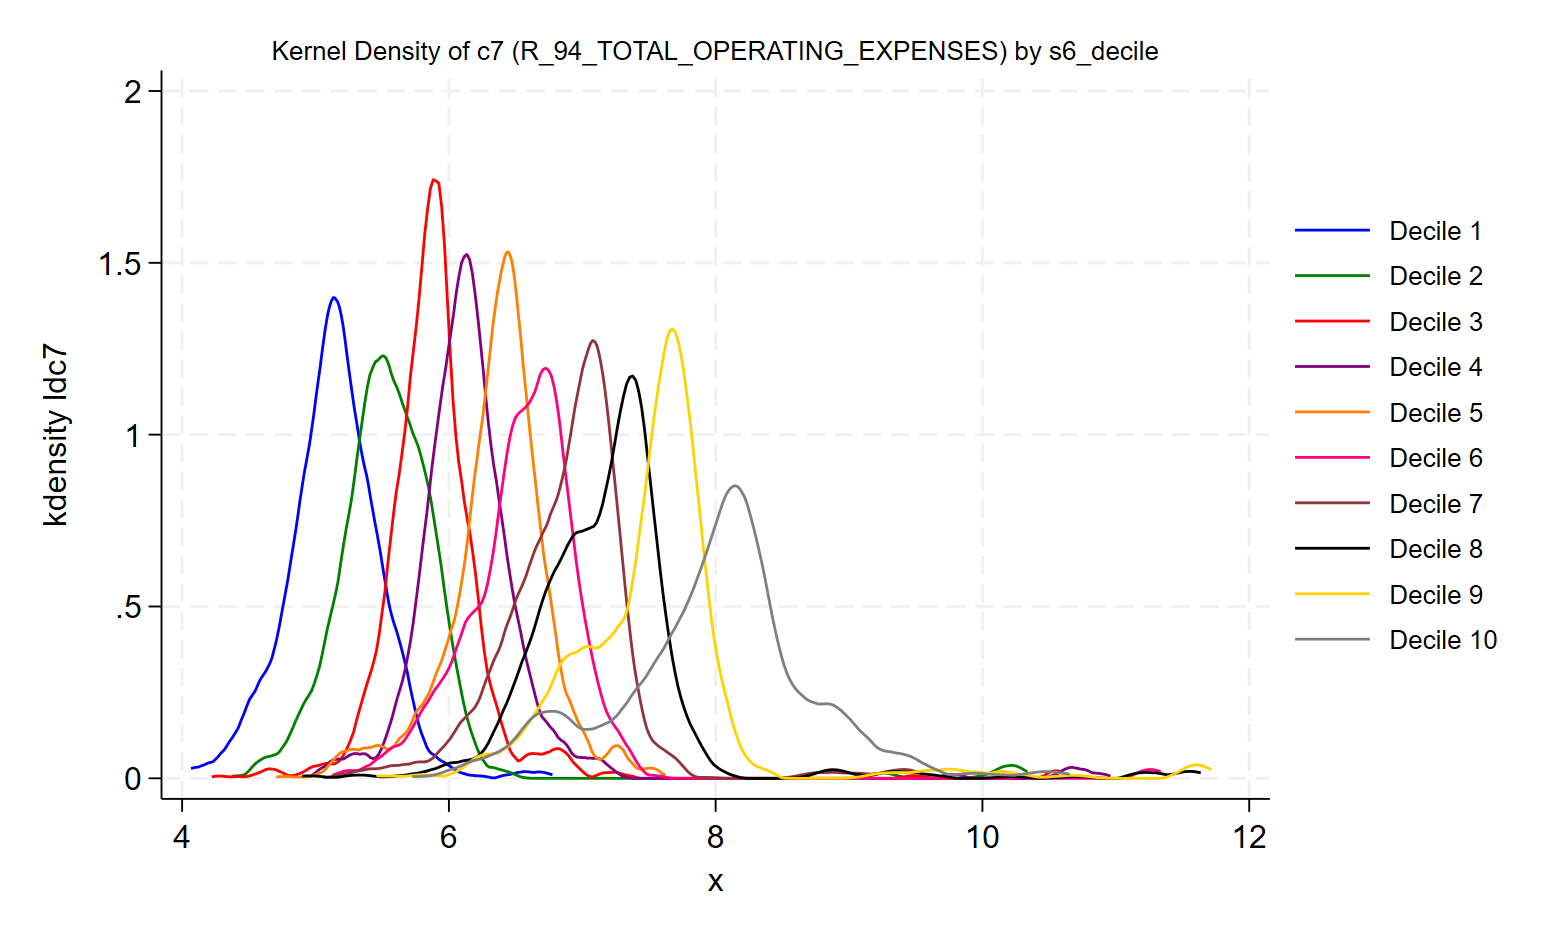 Kernel Density of c7 (R_94_TOTAL_OPERATING_EXPENSES) by s6_decile
kdensity ldc7
2
1.5
1
.5
0
4 6 8 10 12
x
Decile 1
Decile 2
Decile 3
Decile 4
Decile 5
Decile 6
Decile 7
Decile 8
Decile 9
Decile 10